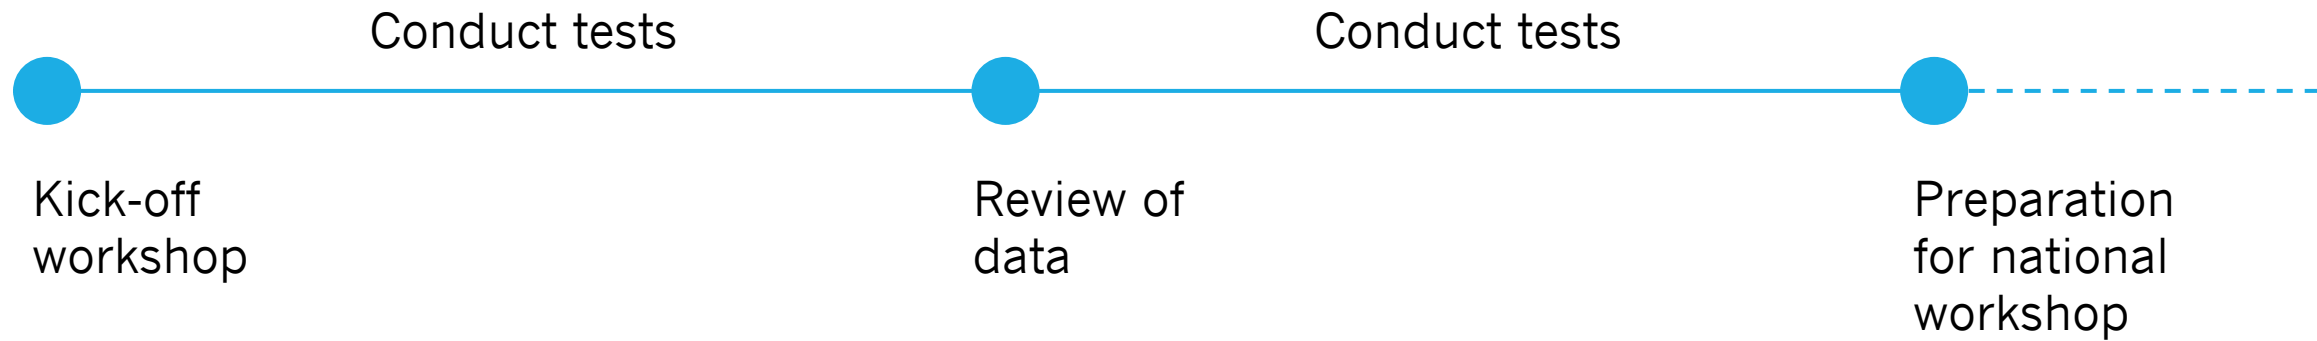 Conduct tests
Conduct tests
Kick-off
workshop
Review of
data
Preparation
for national
workshop